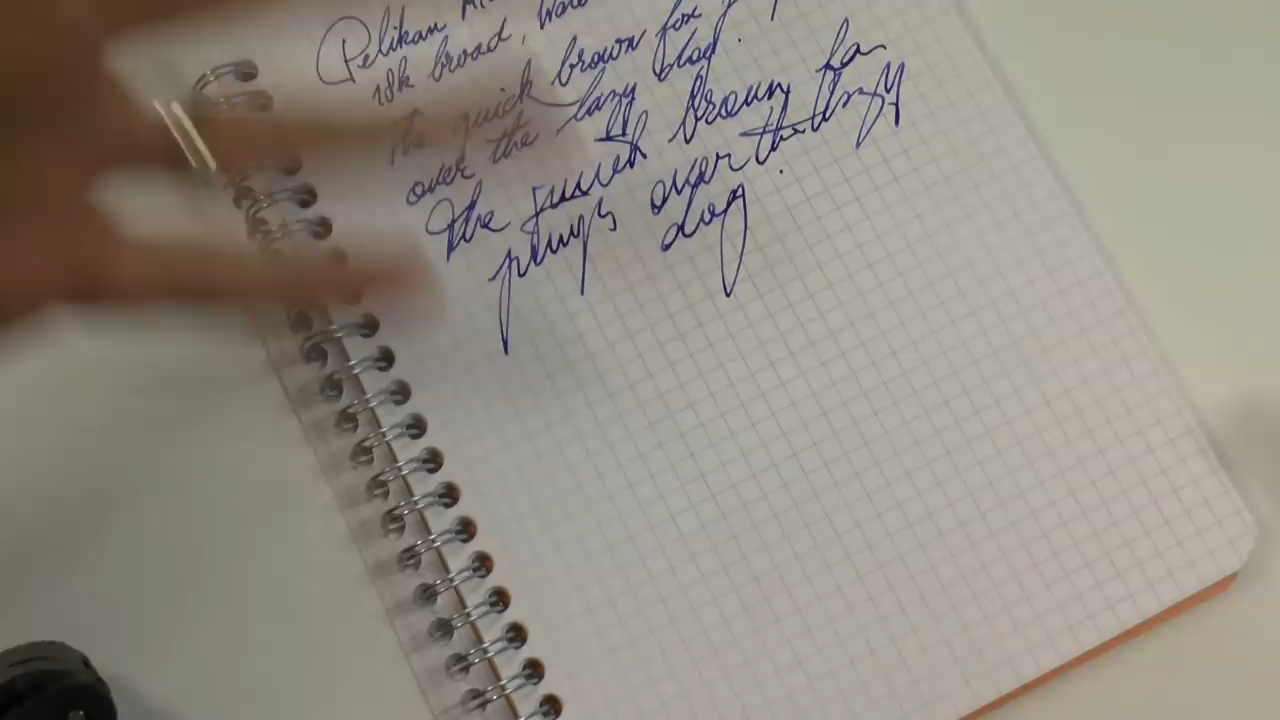 Pelikan
18k broad,
The quick brown fox
over the lazy dog.
the quick brown fo
jumps over the lazy
dog.